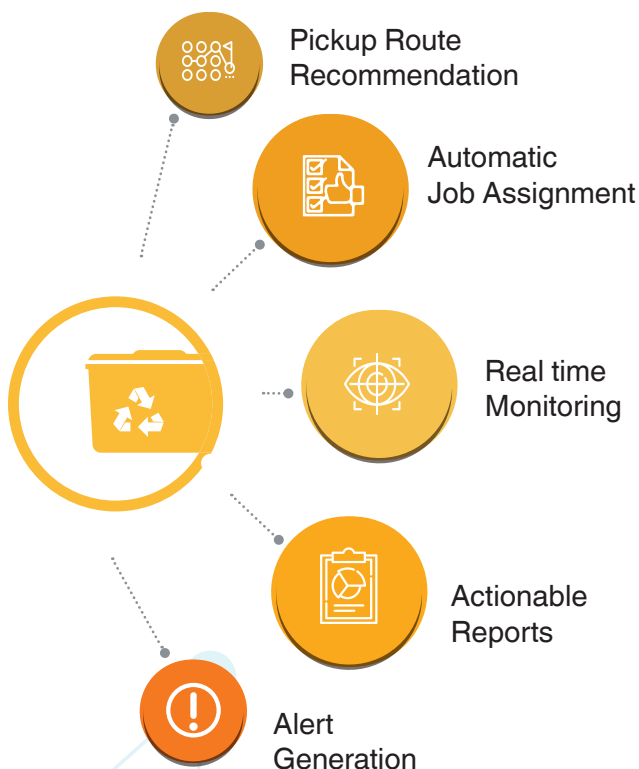 Pickup Route
Recommendation
Automatic
Job Assignment
Real time
Monitoring
Actionable
Reports
Alert
Generation